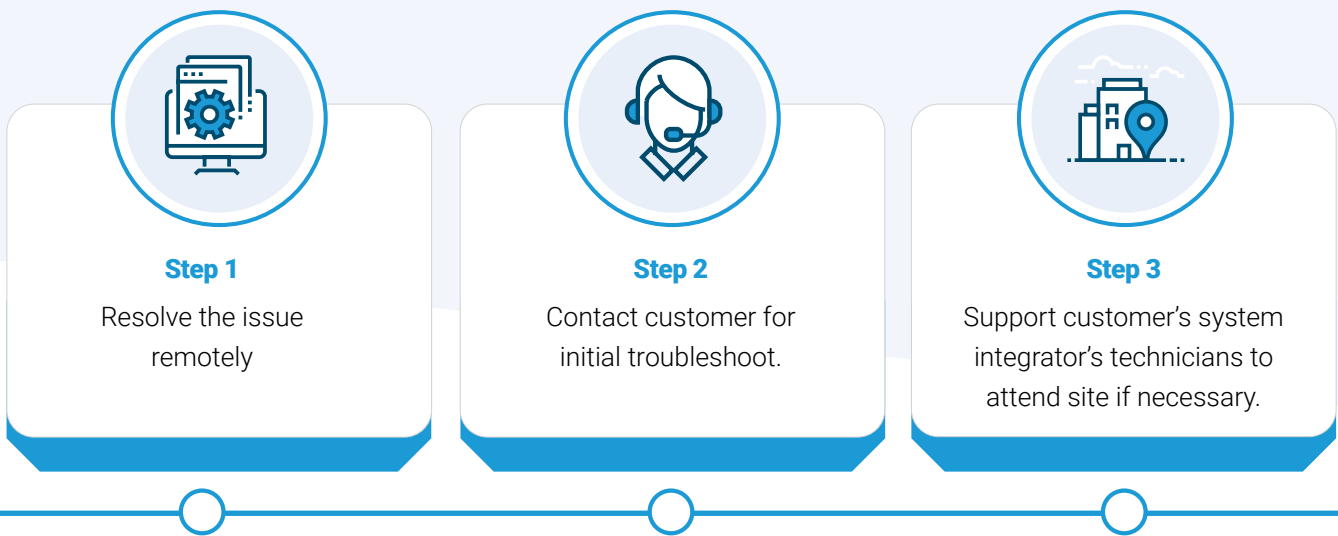 Step 1
Resolve the issue
remotely
Step 2
Contact customer for
initial troubleshoot.
Step 3
Support customer’s system
integrator’s technicians to
attend site if necessary.